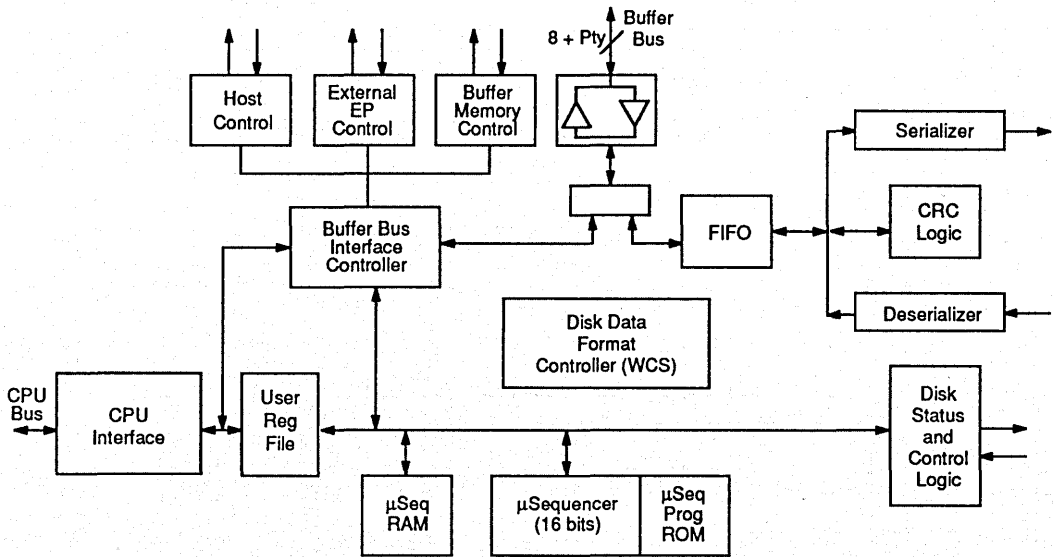 8 + Pty
Buffer
Bus
Host
Control
External
EP
Control
Buffer
Memory
Control
Serializer
Buffer Bus
Interface
Controller
FIFO
CRC
Logic
Deserializer
Disk Data
Format
Controller (WCS)
CPU
Bus
CPU
Interface
User
Reg
File
Disk
Status
and
Control
Logic
µSeq
RAM
µSequencer
(16 bits)
µSeq
Prog
ROM